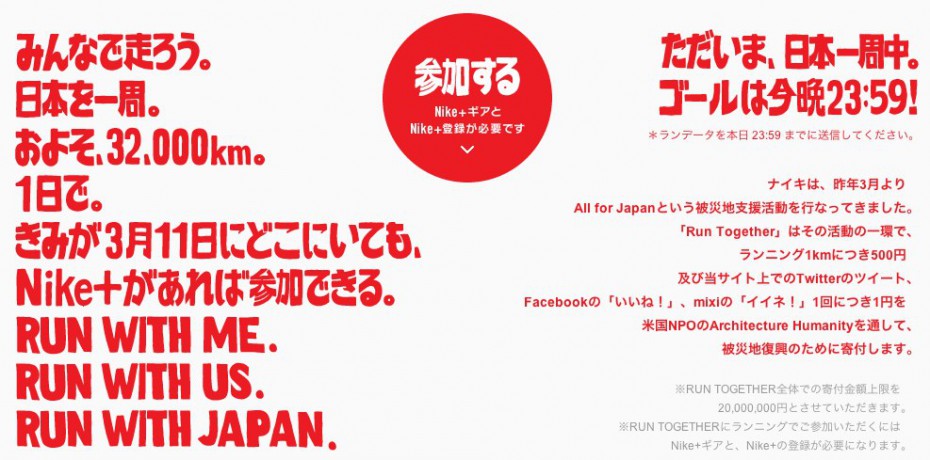 みんなで走ろう。
日本を一周。
およそ、32,000km。
1日で。
きみが3月11日にどこにいても、
Nike+があれば参加できる。
RUN WITH ME.
RUN WITH US.
RUN WITH JAPAN.
参加する
Nike+ギアと
Nike+登録が必要です
ただいま、日本一周中。
ゴールは今晩23:59!
＊ランデータを本日 23:59 までに送信してください。
ナイキは、昨年3月より
All for Japanという被災地支援活動を行なってきました。
「Run Together」はその活動の一環で、
ランニング1kmにつき500円
及び当サイト上でのTwitterのツイート、
Facebookの「いいね！」、mixiの「イイネ！」1回につき1円を
米国NPOのArchitecture Humanityを通して、
被災地復興のために寄付します。
※RUN TOGETHER全体での寄付金額上限を
20,000,000円とさせていただきます。
※RUN TOGETHERにランニングでご参加いただくには
Nike+ギアと、Nike+の登録が必要になります。